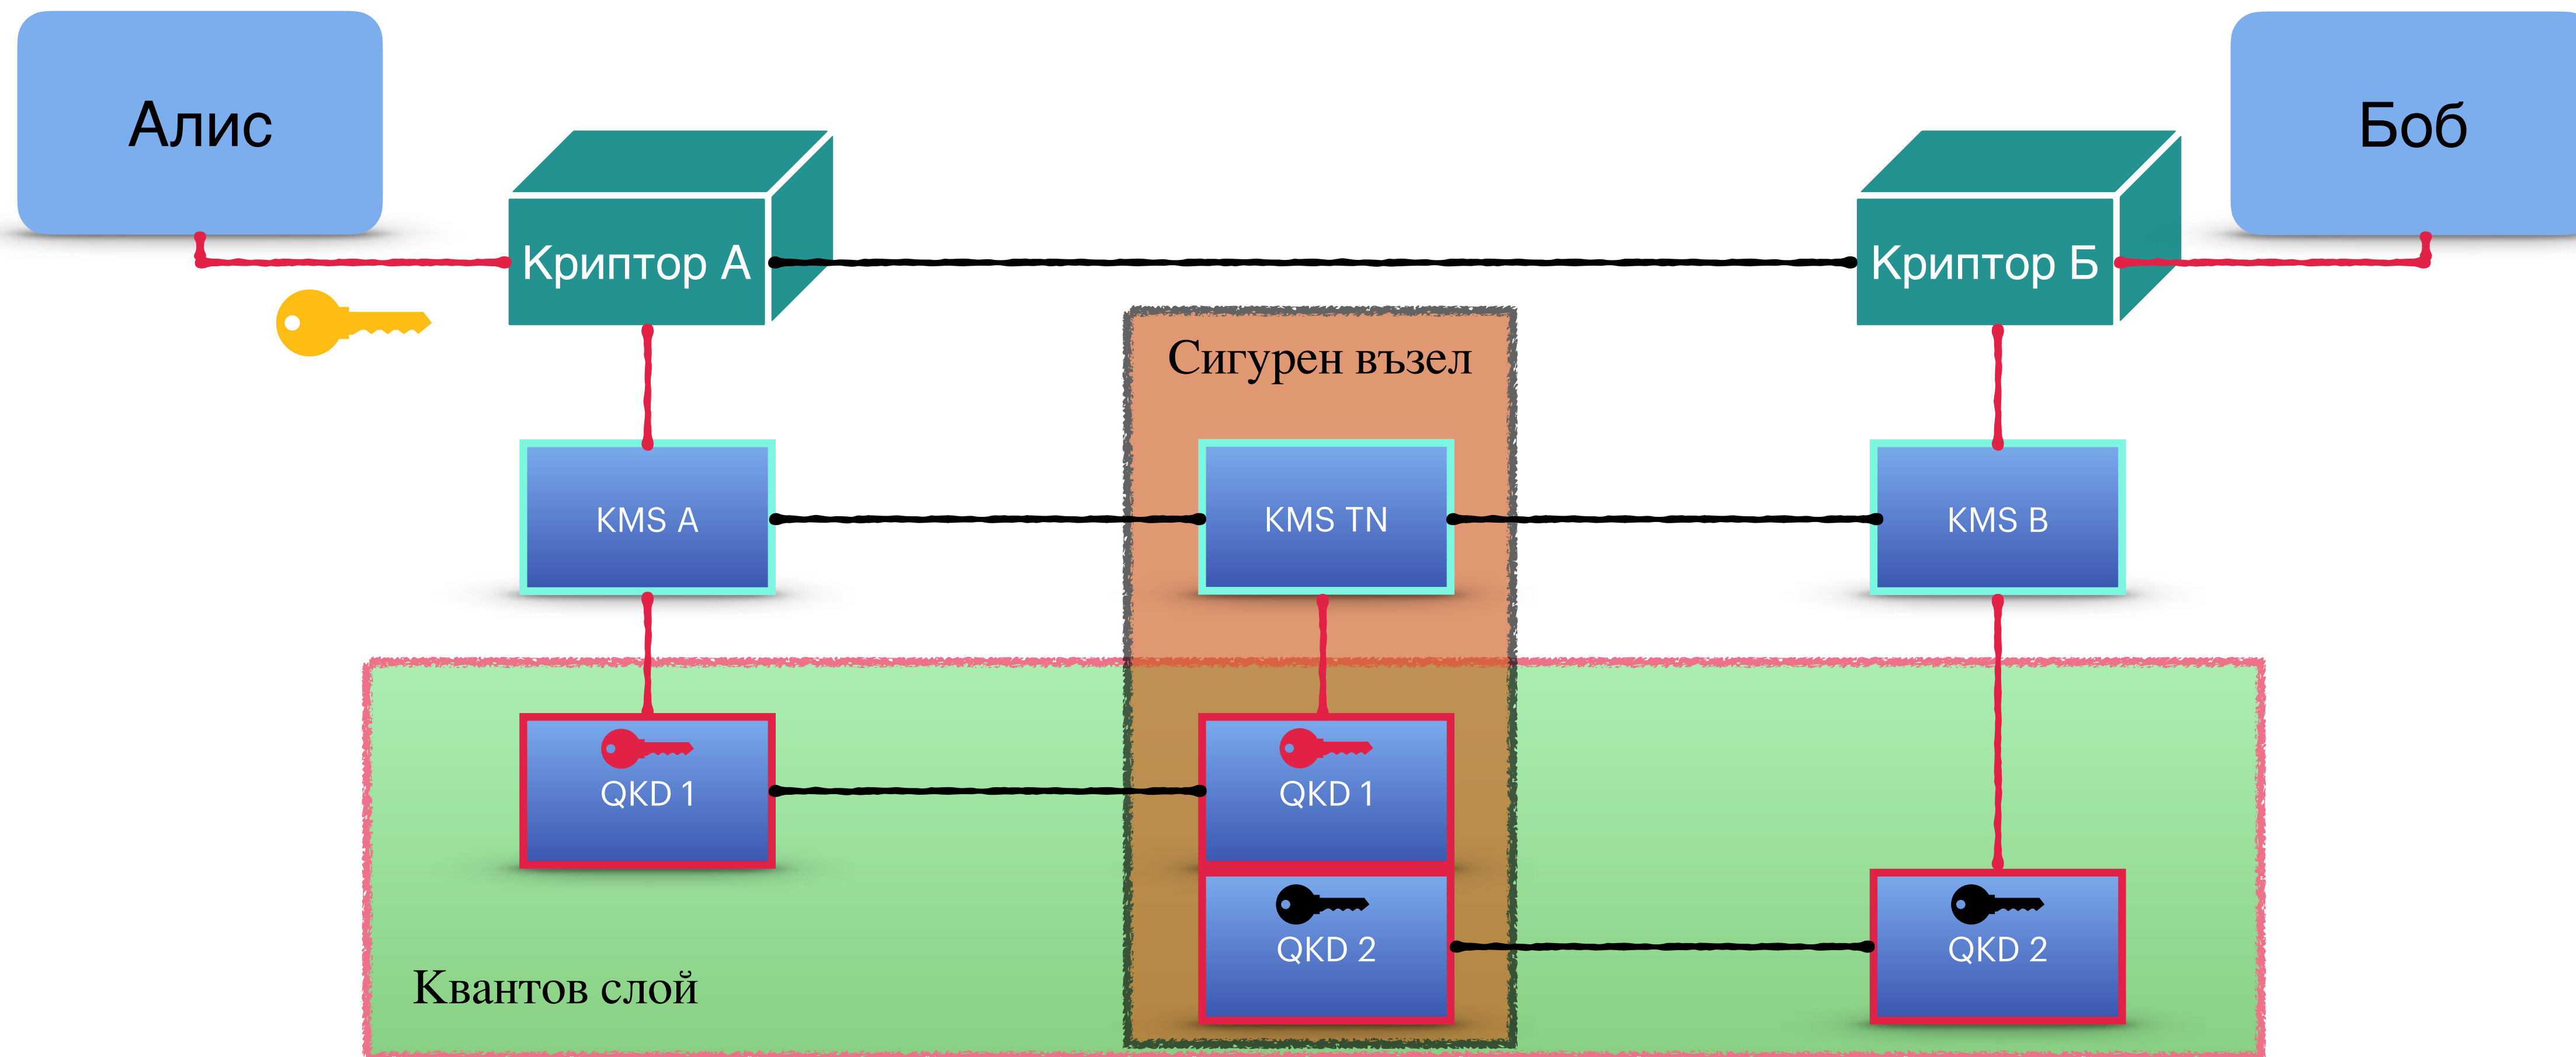 Алис
Боб
Криптор А
Криптор Б
Сигурен възел
KMS A
KMS TN
KMS B
QKD 1
QKD 1
QKD 2
QKD 2
Квантов слой